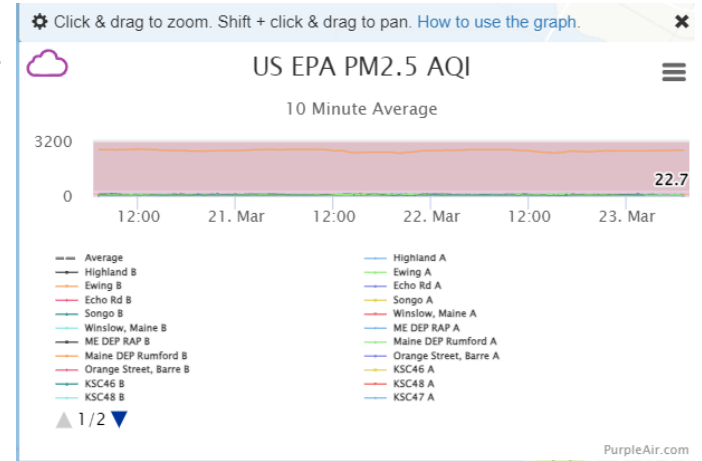 Click & drag to zoom. Shift + click & drag to pan. How to use the graph.
US EPA PM2.5 AQI
10 Minute Average
3200
22.7
0
12:00 21. Mar 12:00 22. Mar 12:00 23. Mar
Average Highland A
Highland B Ewing A
Ewing B Echo Rd A
Echo Rd B Songo A
Songo B Winslow, Maine A
Winslow, Maine B ME DEP RAP A
ME DEP RAP B Maine DEP Rumford A
Maine DEP Rumford B Orange Street, Barre A
Orange Street, Barre B KSC46 A
KSC46 B KSC48 A
KSC48 B KSC47 A
1/2
PurpleAir.com